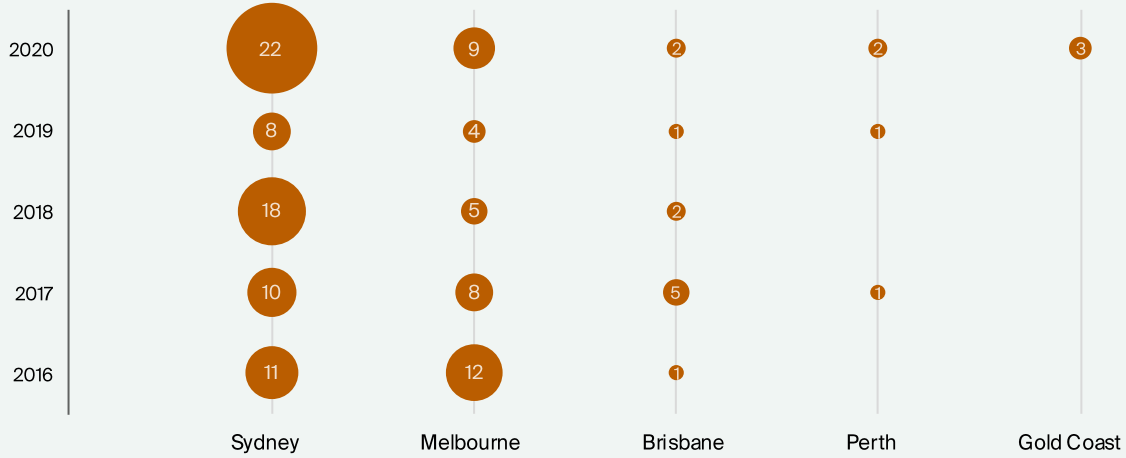 2020 22 9 2 2 3
2019 8 4 1 1
2018 18 5 2
2017 10 8 5 1
2016 11 12 1
Sydney Melbourne Brisbane Perth Gold Coast